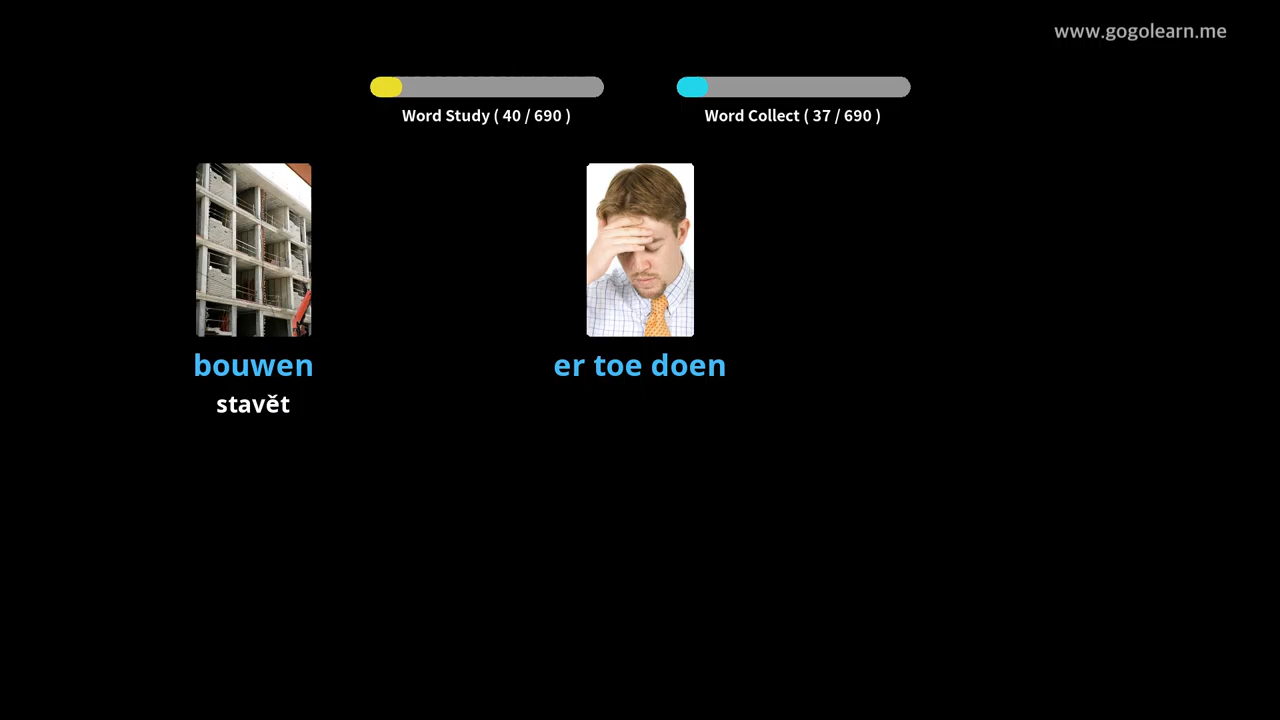 www.gogolearn.me
Word Study ( 40 / 690 )
Word Collect ( 37 / 690 )
bouwen
er toe doen
stavět